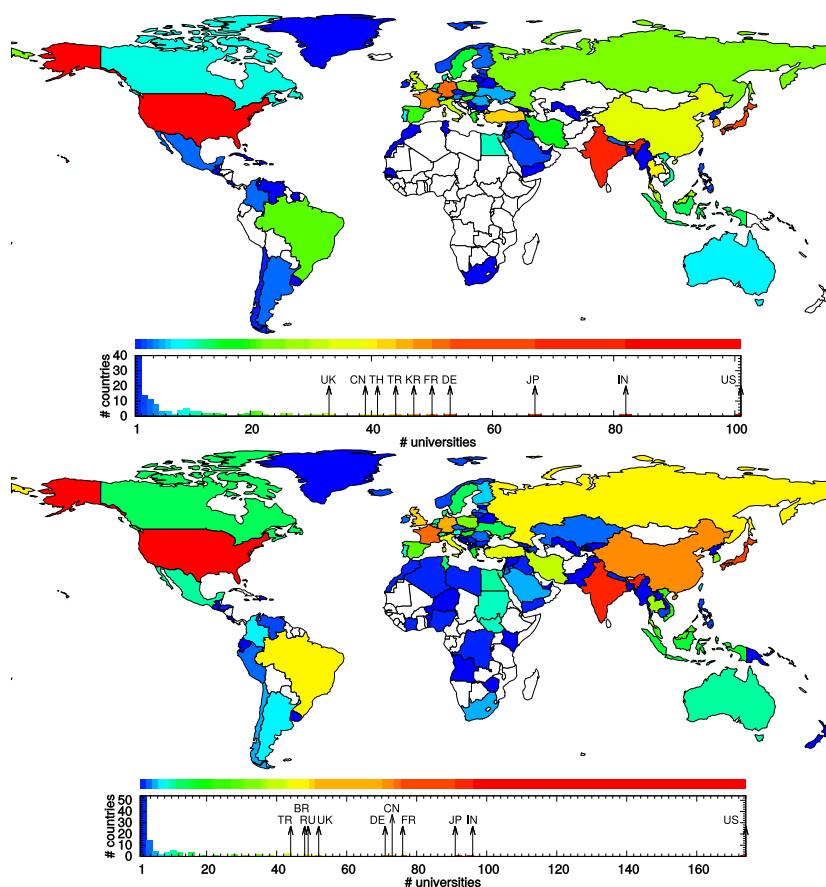 # countries
40
30
20
10
0
UK CN TH TR KR FR DE JP IN US
1 20 40 60 80 100
# universities
# countries
50
40
30
20
10
0
BR CN
TR RU UK DE FR JP IN US
1 20 40 60 80 100 120 140 160
# universities